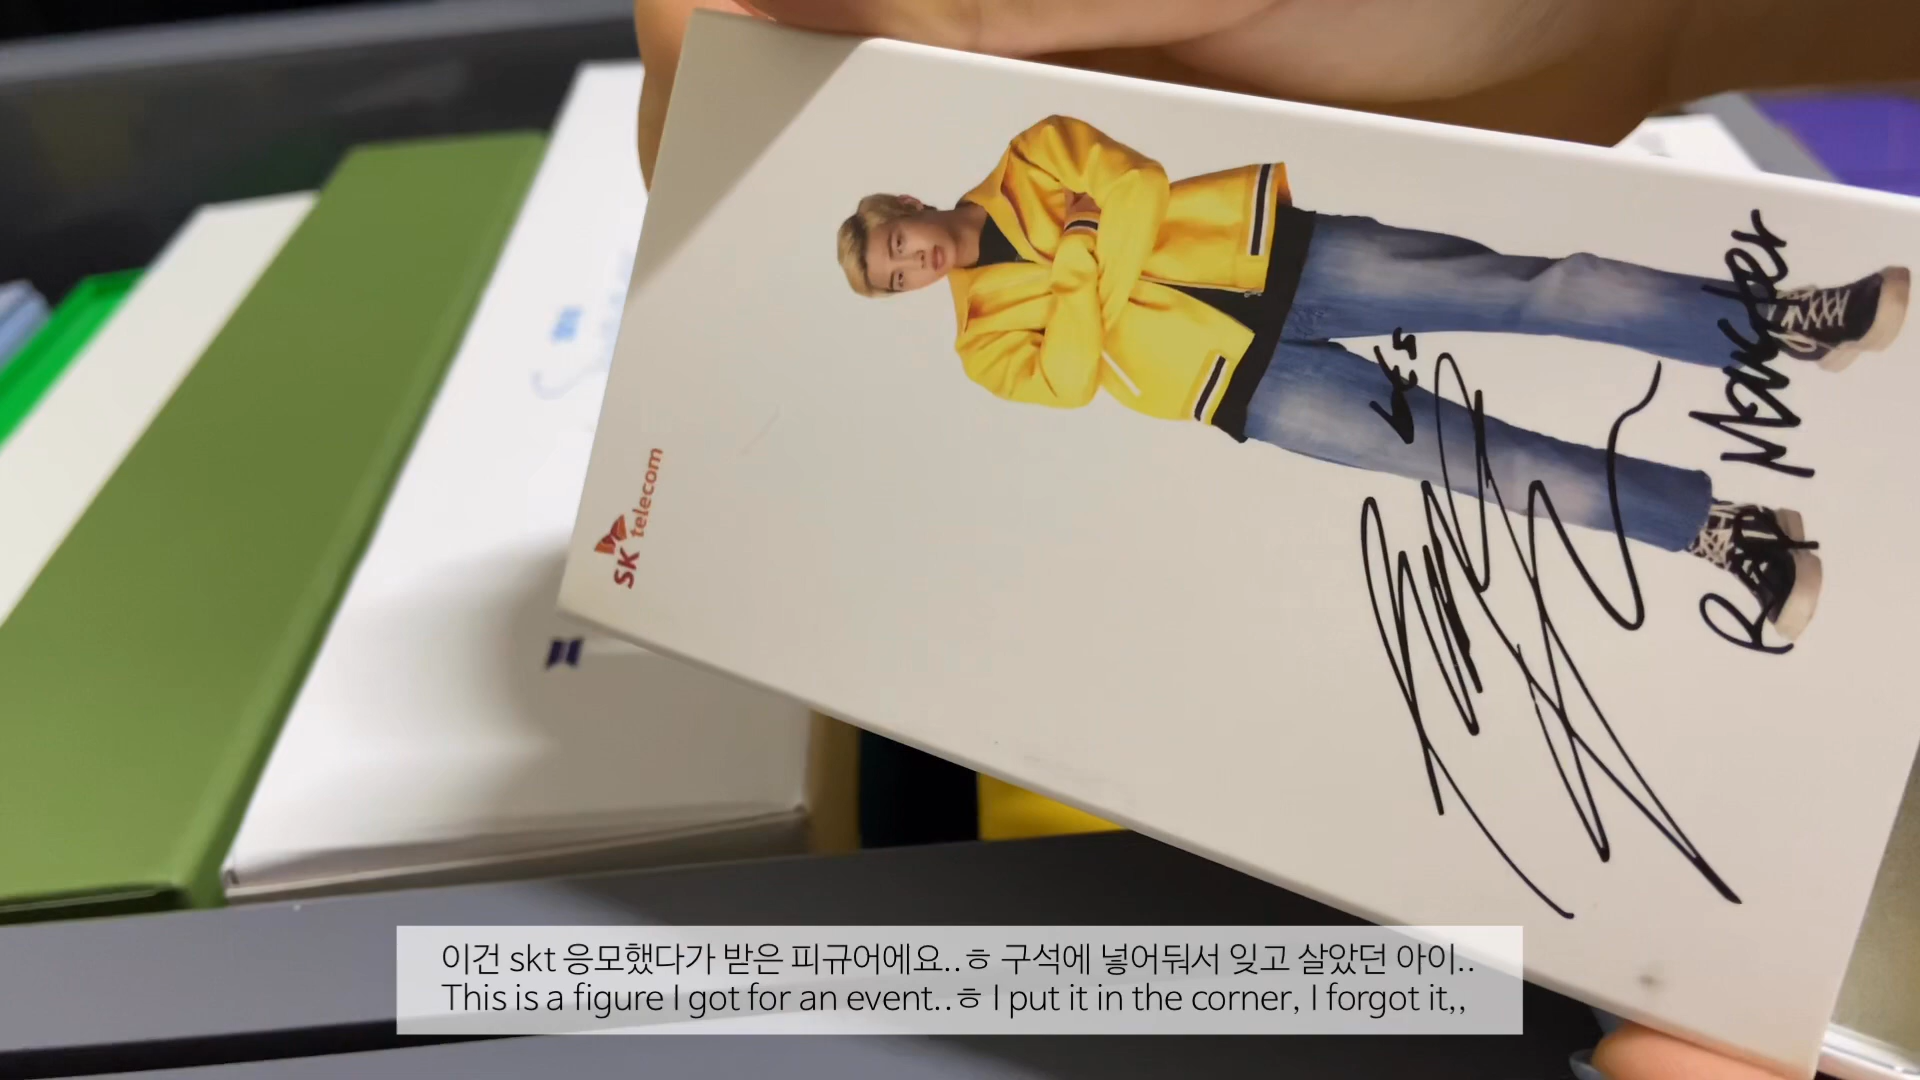 SK telecom
Rap Monster
BTS
이건 skt 응모했다가 받은 피규어에요..ㅎ 구석에 넣어둬서 잊고 살았던 아이..
This is a figure I got for an event..ㅎ I put it in the corner, I forgot it,,